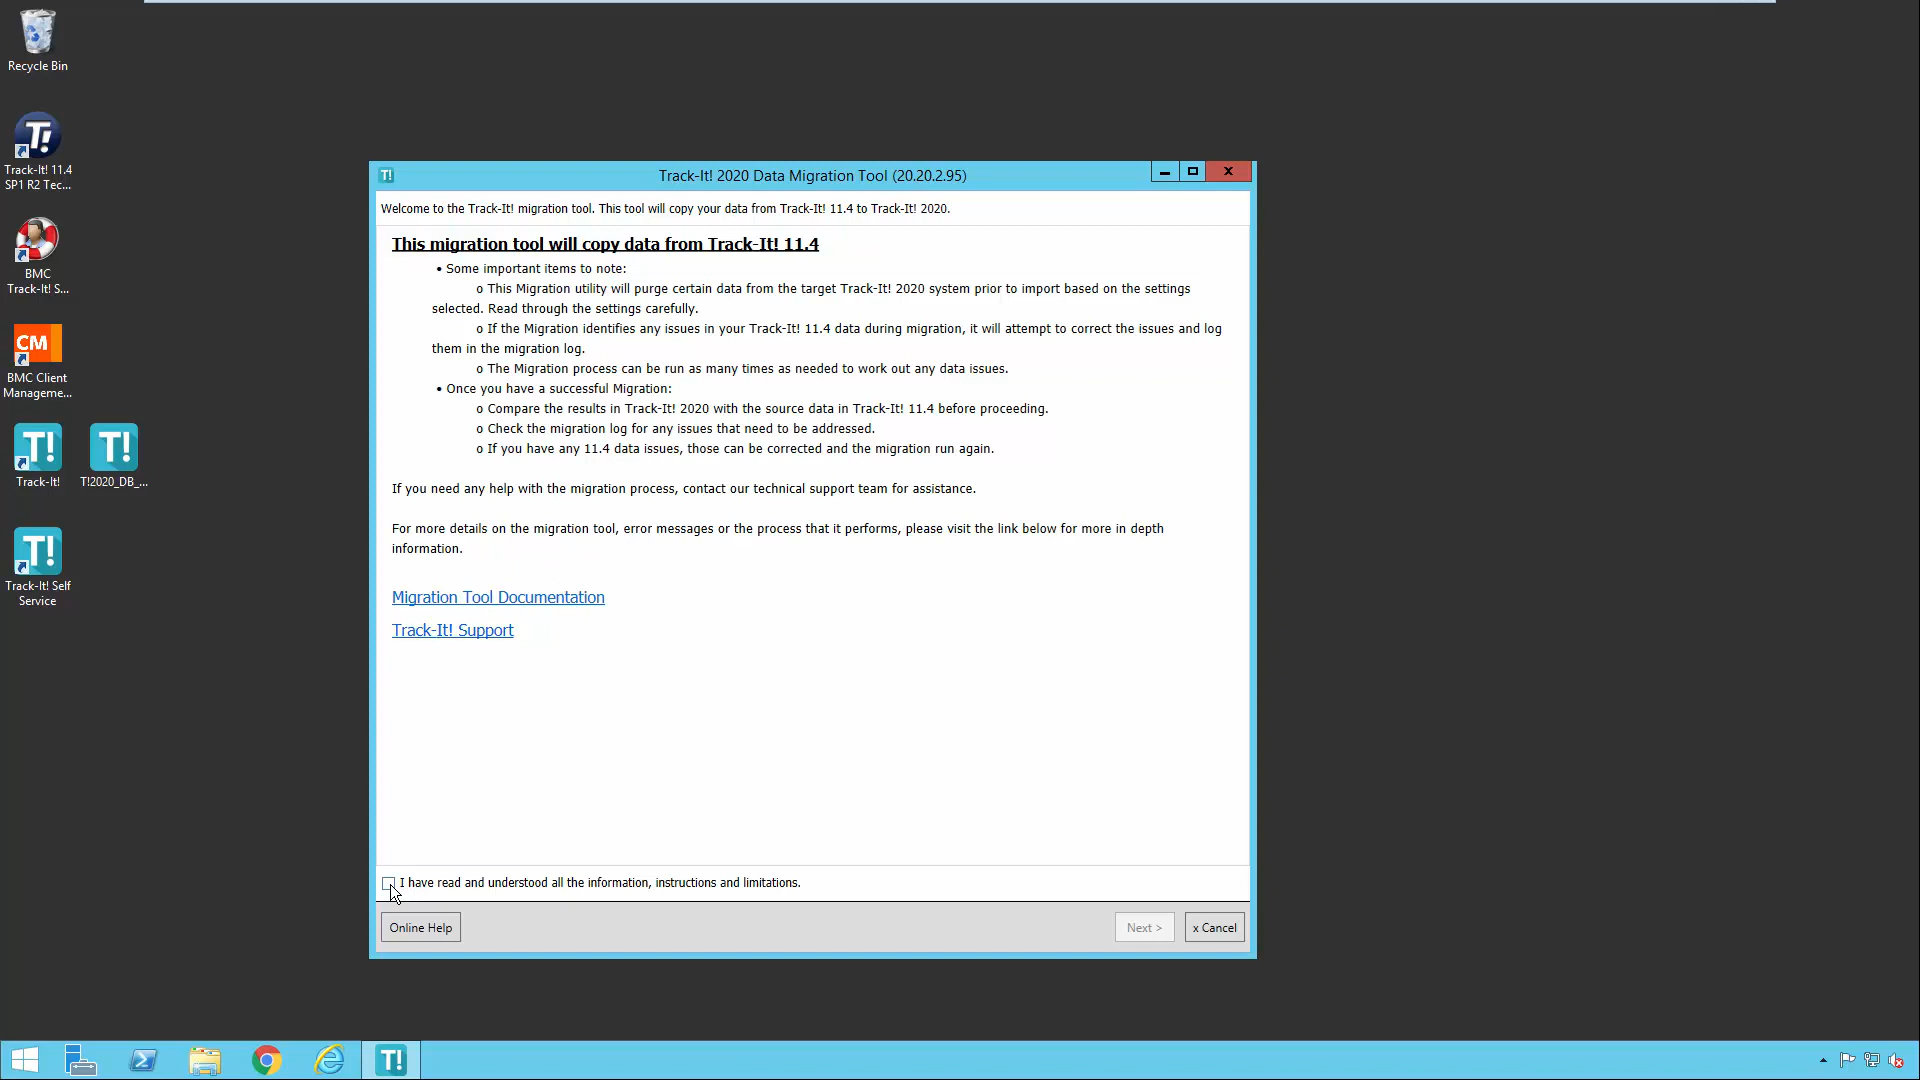 Recycle Bin
T!
Track-It! 11.4
SP1 R2 Tec...
BMC
Track-It! S...
CM
BMC Client
Manageme...
T!
Track-It!
T!
T!2020_DB_...
T!
Track-It! Self
Service
T!
Track-It! 2020 Data Migration Tool (20.20.2.95)
Welcome to the Track-It! migration tool. This tool will copy your data from Track-It! 11.4 to Track-It! 2020.
This migration tool will copy data from Track-It! 11.4
• Some important items to note:
o This Migration utility will purge certain data from the target Track-It! 2020 system prior to import based on the settings
selected. Read through the settings carefully.
o If the Migration identifies any issues in your Track-It! 11.4 data during migration, it will attempt to correct the issues and log
them in the migration log.
o The Migration process can be run as many times as needed to work out any data issues.
• Once you have a successful Migration:
o Compare the results in Track-It! 2020 with the source data in Track-It! 11.4 before proceeding.
o Check the migration log for any issues that need to be addressed.
o If you have any 11.4 data issues, those can be corrected and the migration run again.
If you need any help with the migration process, contact our technical support team for assistance.
For more details on the migration tool, error messages or the process that it performs, please visit the link below for more in depth
information.
Migration Tool Documentation
Track-It! Support
I have read and understood all the information, instructions and limitations.
Online Help
Next >
x Cancel
T!